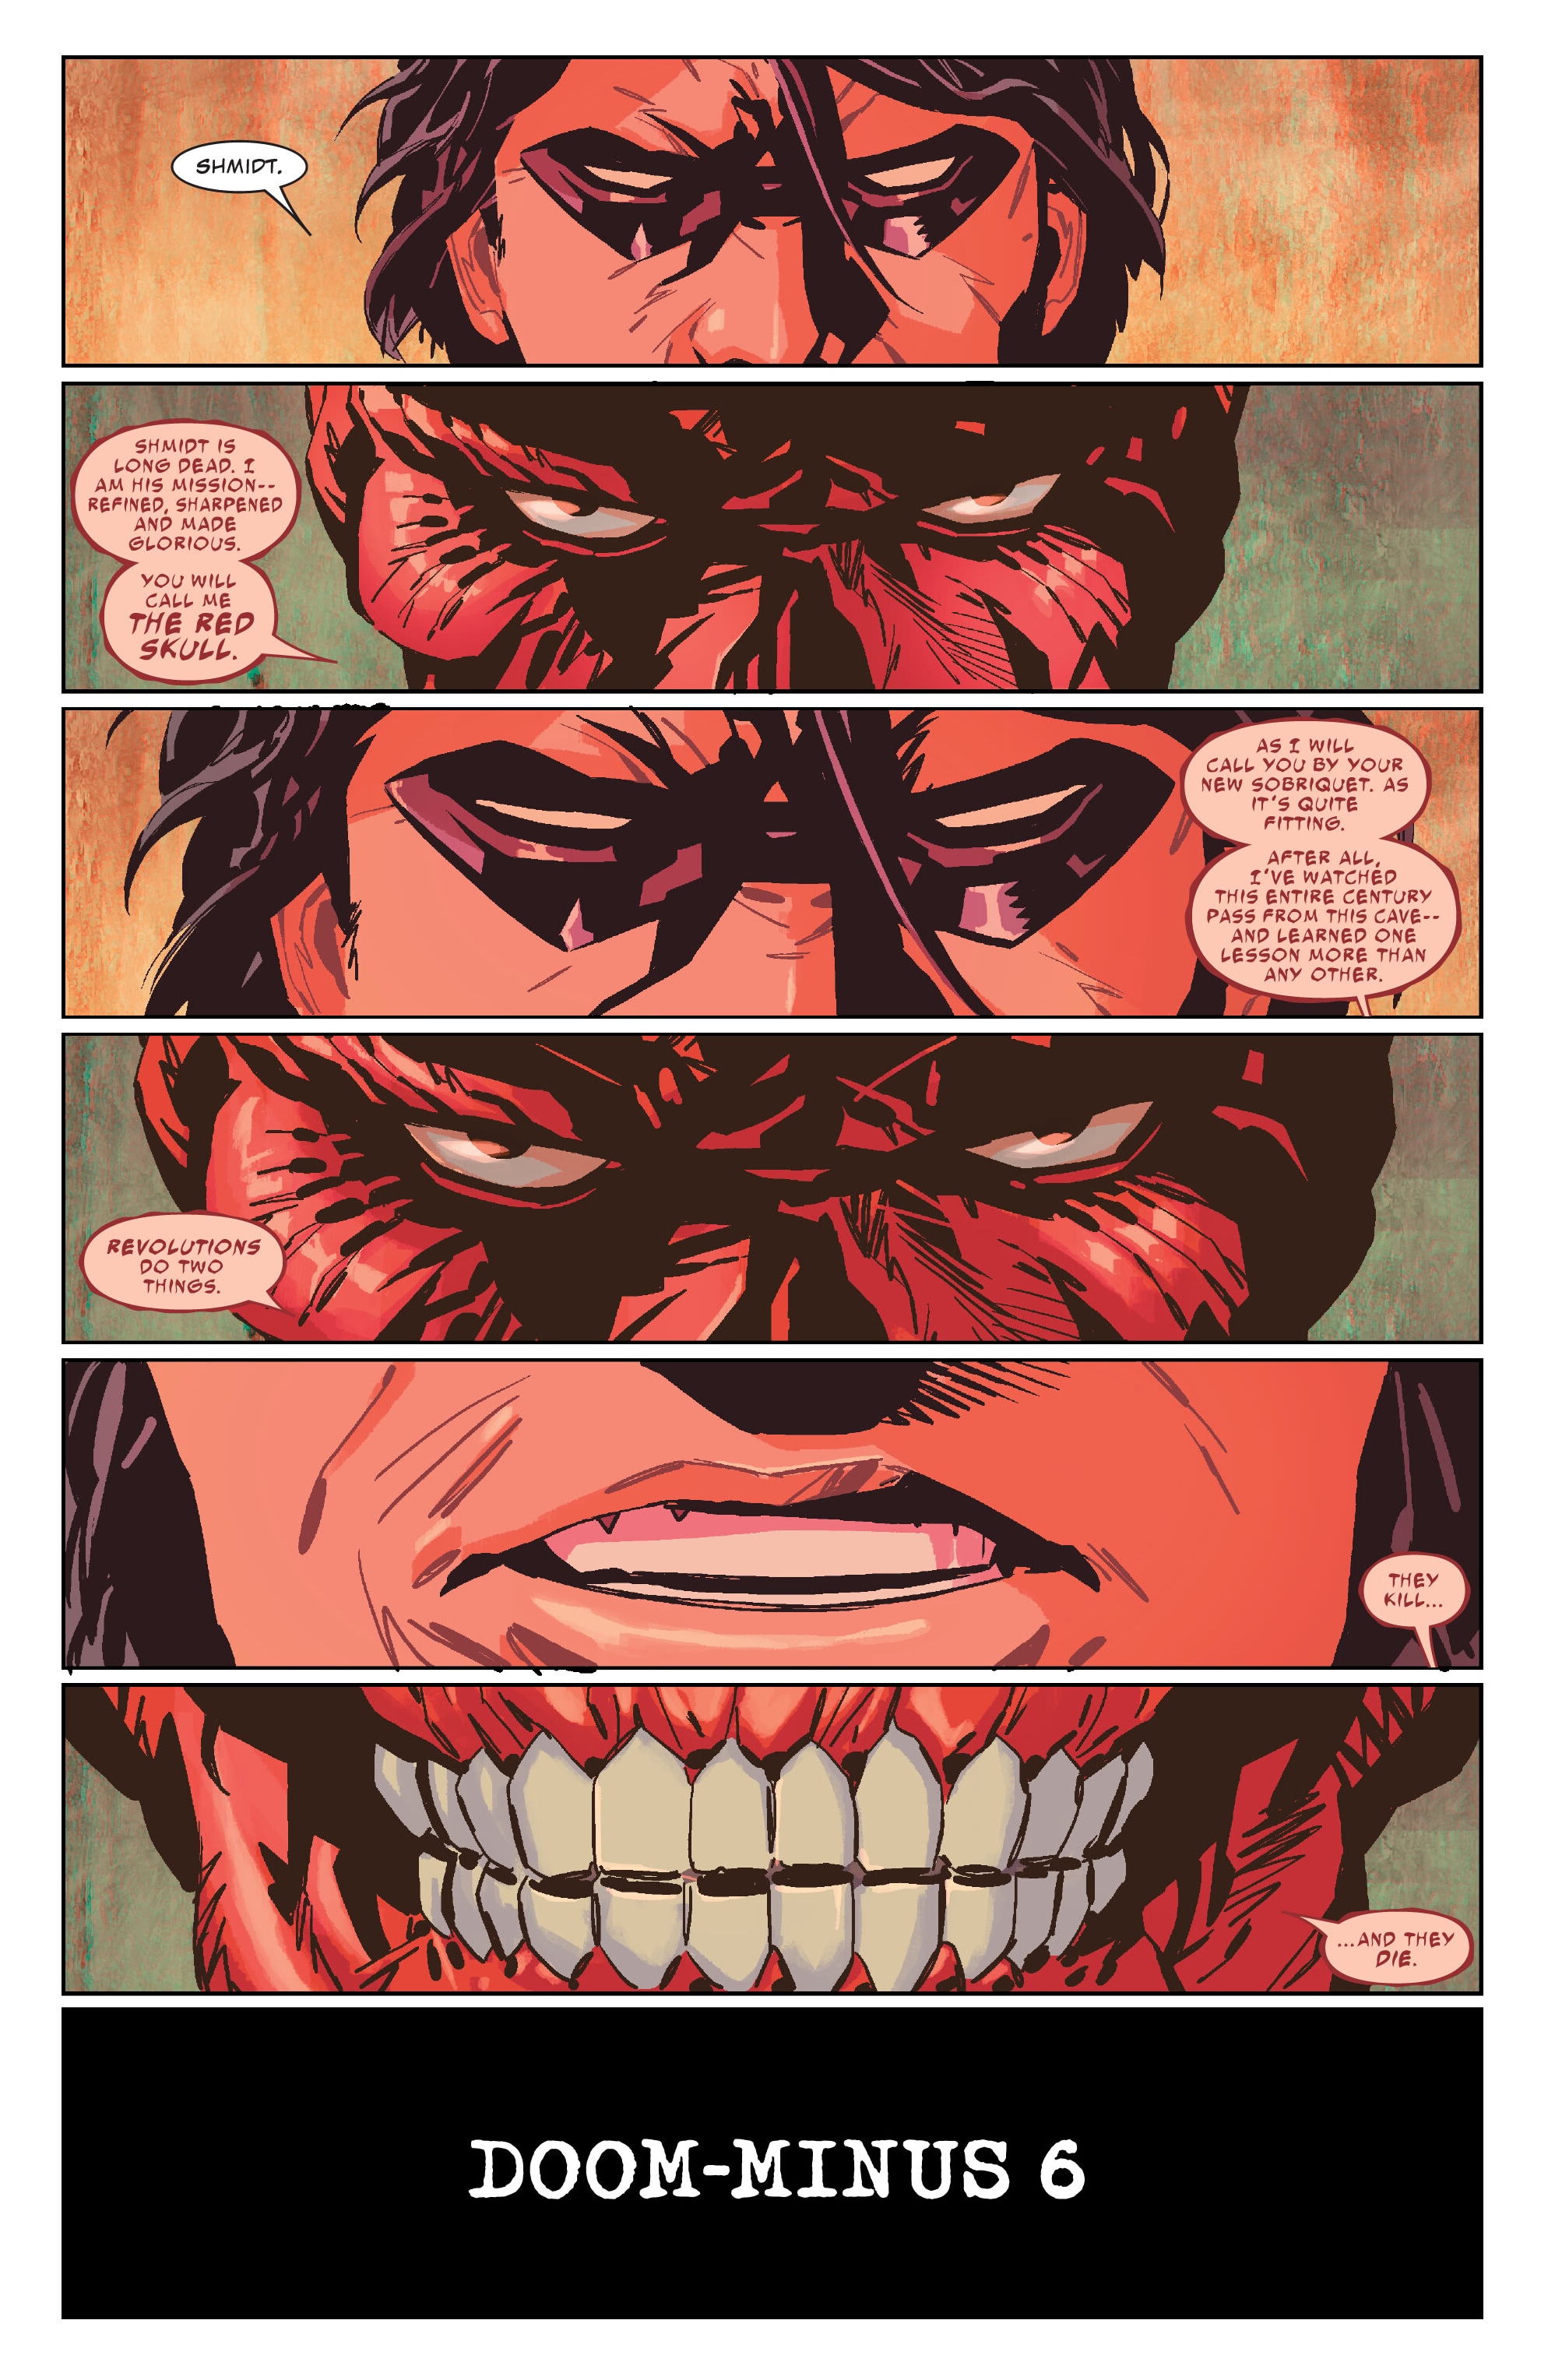 SHMIDT.
SHMIDT IS
LONG DEAD. I
AM HIS MISSION--
REFINED, SHARPENED
AND MADE
GLORIOUS.
YOU WILL
CALL ME
THE RED
SKULL.
AS I WILL
CALL YOU BY YOUR
NEW SOBRIQUET. AS
IT'S QUITE
FITTING.
AFTER ALL,
I'VE WATCHED
THIS ENTIRE CENTURY
PASS FROM THIS CAVE--
AND LEARNED ONE
LESSON MORE THAN
ANY OTHER.
REVOLUTIONS
DO TWO
THINGS.
THEY
KILL...
...AND THEY
DIE.
DOOM-MINUS 6